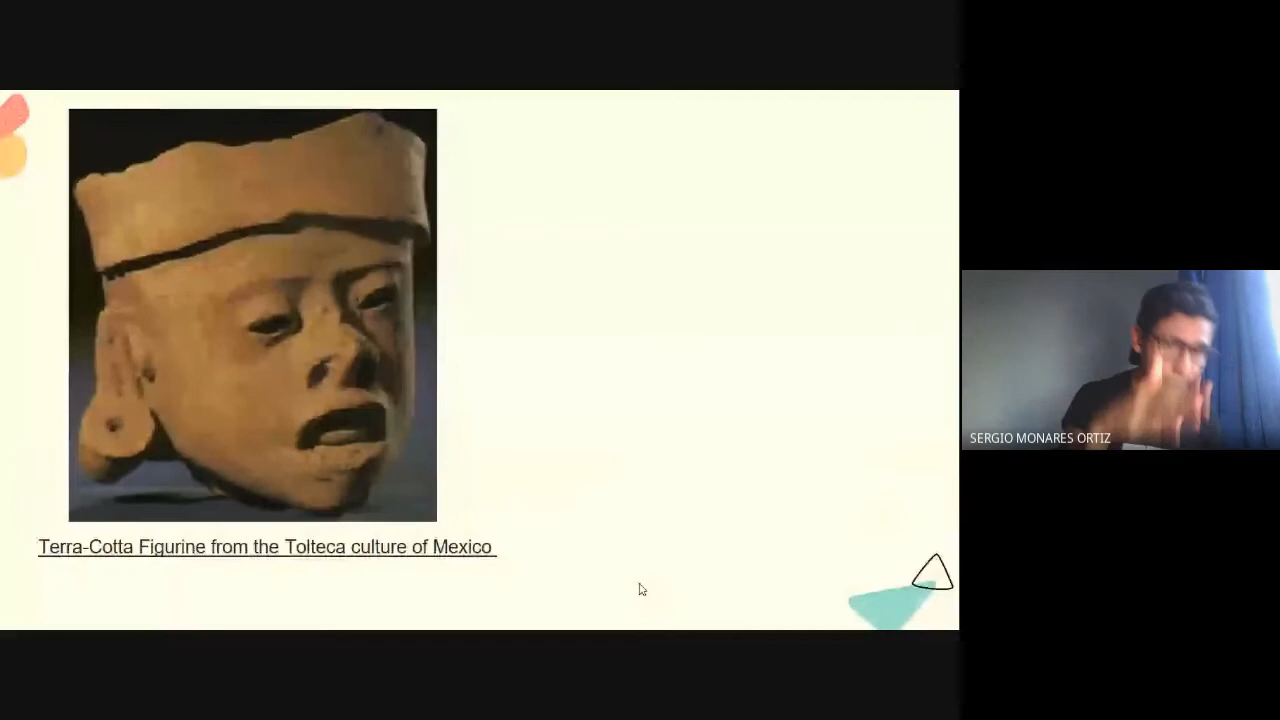 Terra-Cotta Figurine from the Tolteca culture of Mexico
SERGIO MONARES ORTIZ